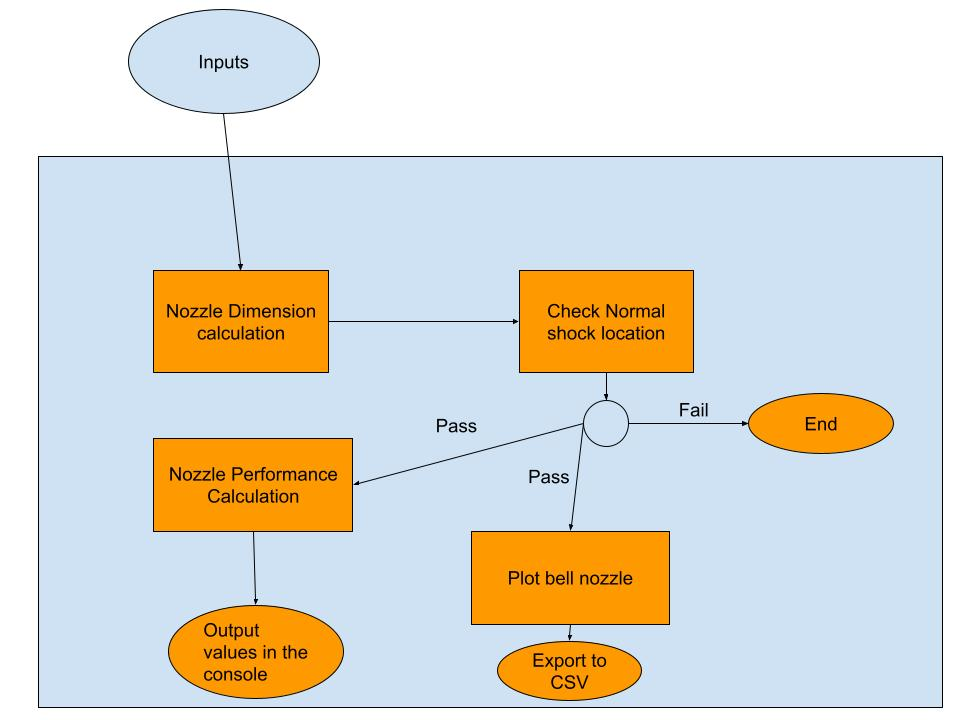 Inputs
Nozzle Dimension
calculation
Check Normal
shock location
Fail
End
Pass
Nozzle Performance
Calculation
Pass
Plot bell nozzle
Output
values in the
console
Export to
CSV